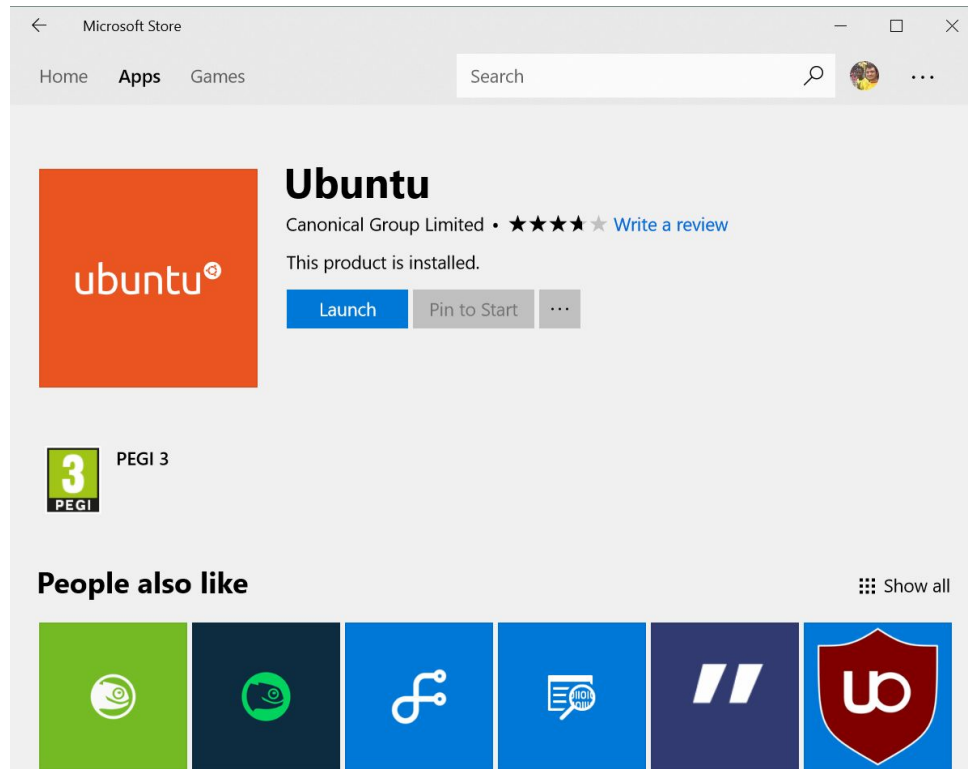 Microsoft Store
Home Apps Games Search
ubuntu
Ubuntu
Canonical Group Limited • ★★★★★ Write a review
This product is installed.
Launch Pin to Start ...
3
PEGI
PEGI 3
People also like
Show all
uo